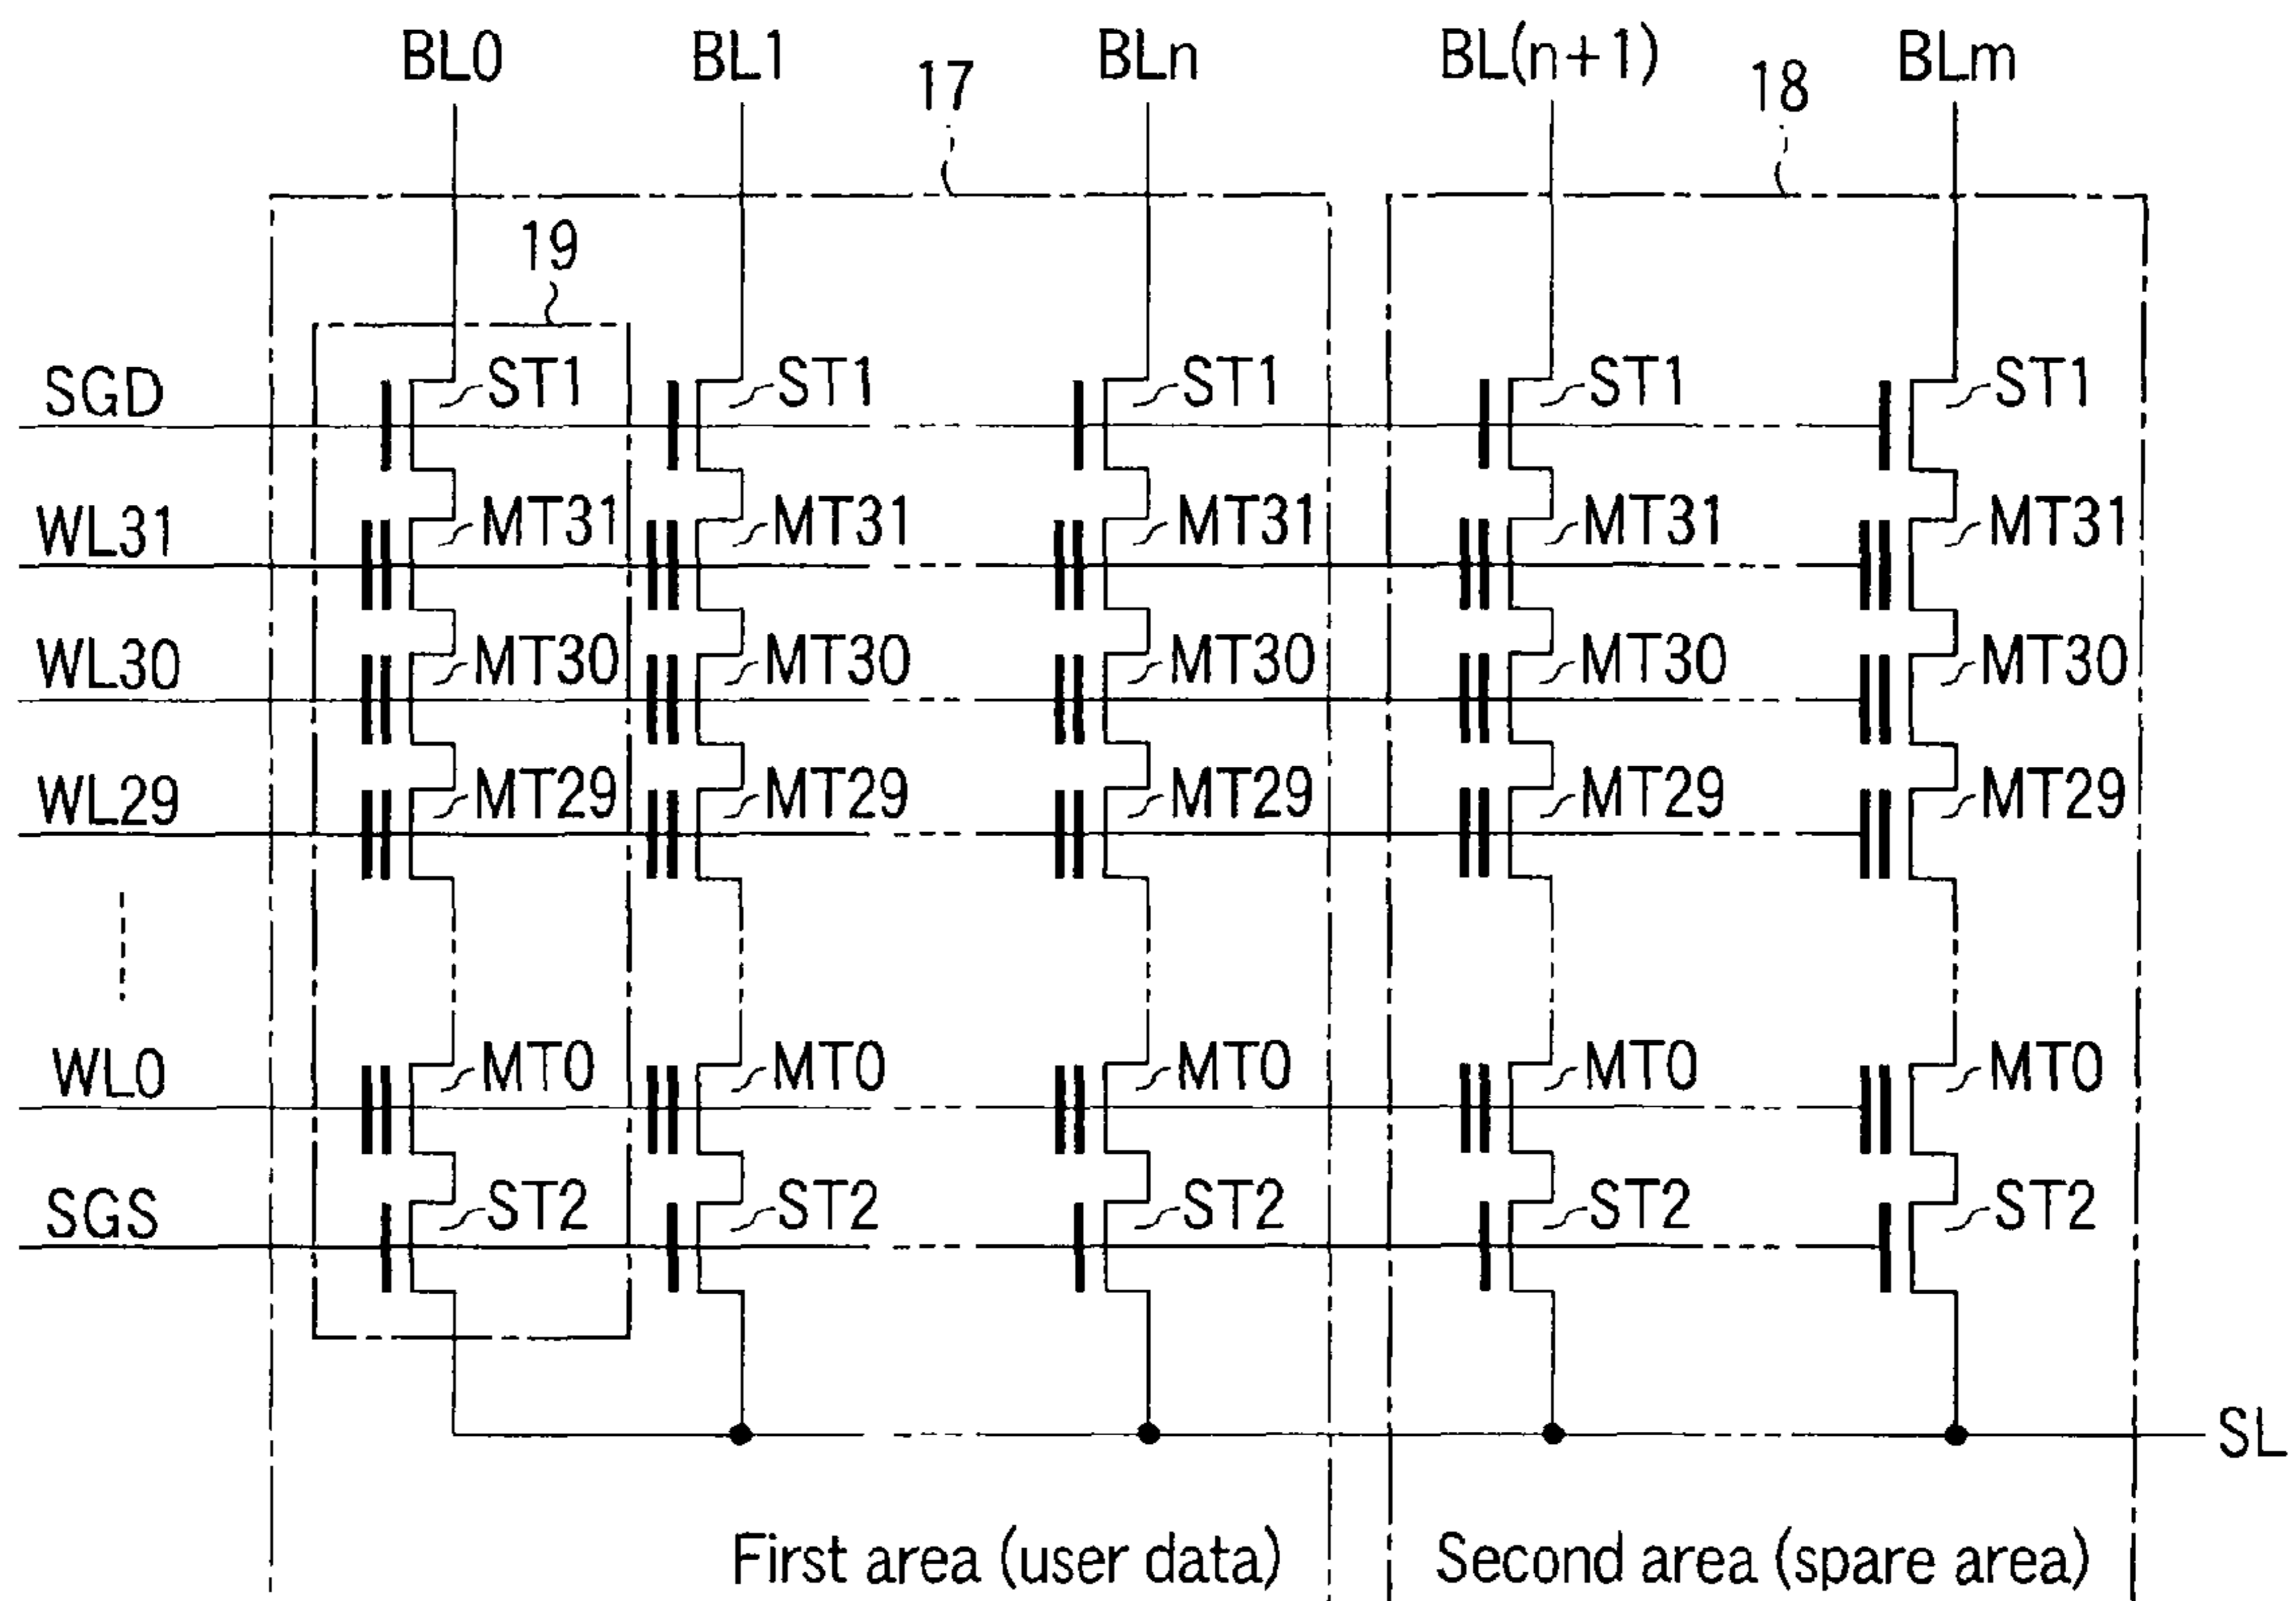 BL0 BL1 17 BLn BL(n+1) 18 BLm
19
SGD ST1 ST1 ST1 ST1 ST1
WL31 MT31 MT31 MT31 MT31 MT31
WL30 MT30 MT30 MT30 MT30 MT30
WL29 MT29 MT29 MT29 MT29 MT29
WL0 MT0 MT0 MT0 MT0 MT0
SGS ST2 ST2 ST2 ST2 ST2
SL
First area (user data) Second area (spare area)